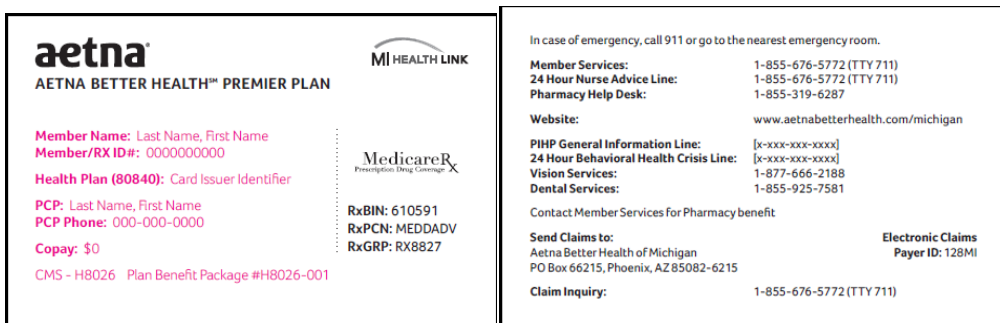 aetna®
MI HEALTH LINK
AETNA BETTER HEALTH℠ PREMIER PLAN
Member Name: Last Name, First Name
Member/RX ID#: 0000000000
Health Plan (80840): Card Issuer Identifier
PCP: Last Name, First Name
PCP Phone: 000-000-0000
Copay: $0
CMS - H8026 Plan Benefit Package #H8026-001
MedicareRx
Prescription Drug Coverage
RxBIN: 610591
RxPCN: MEDDADV
RxGRP: RX8827
In case of emergency, call 911 or go to the nearest emergency room.
Member Services: 1-855-676-5772 (TTY 711)
24 Hour Nurse Advice Line: 1-855-676-5772 (TTY 711)
Pharmacy Help Desk: 1-855-319-6287
Website: www.aetnabetterhealth.com/michigan
PIHP General Information Line: [x-xxx-xxx-xxxx]
24 Hour Behavioral Health Crisis Line: [x-xxx-xxx-xxxx]
Vision Services: 1-877-666-2188
Dental Services: 1-855-925-7581
Contact Member Services for Pharmacy benefit
Send Claims to: Electronic Claims
Aetna Better Health of Michigan Payer ID: 128MI
PO Box 66215, Phoenix, AZ 85082-6215
Claim Inquiry: 1-855-676-5772 (TTY 711)